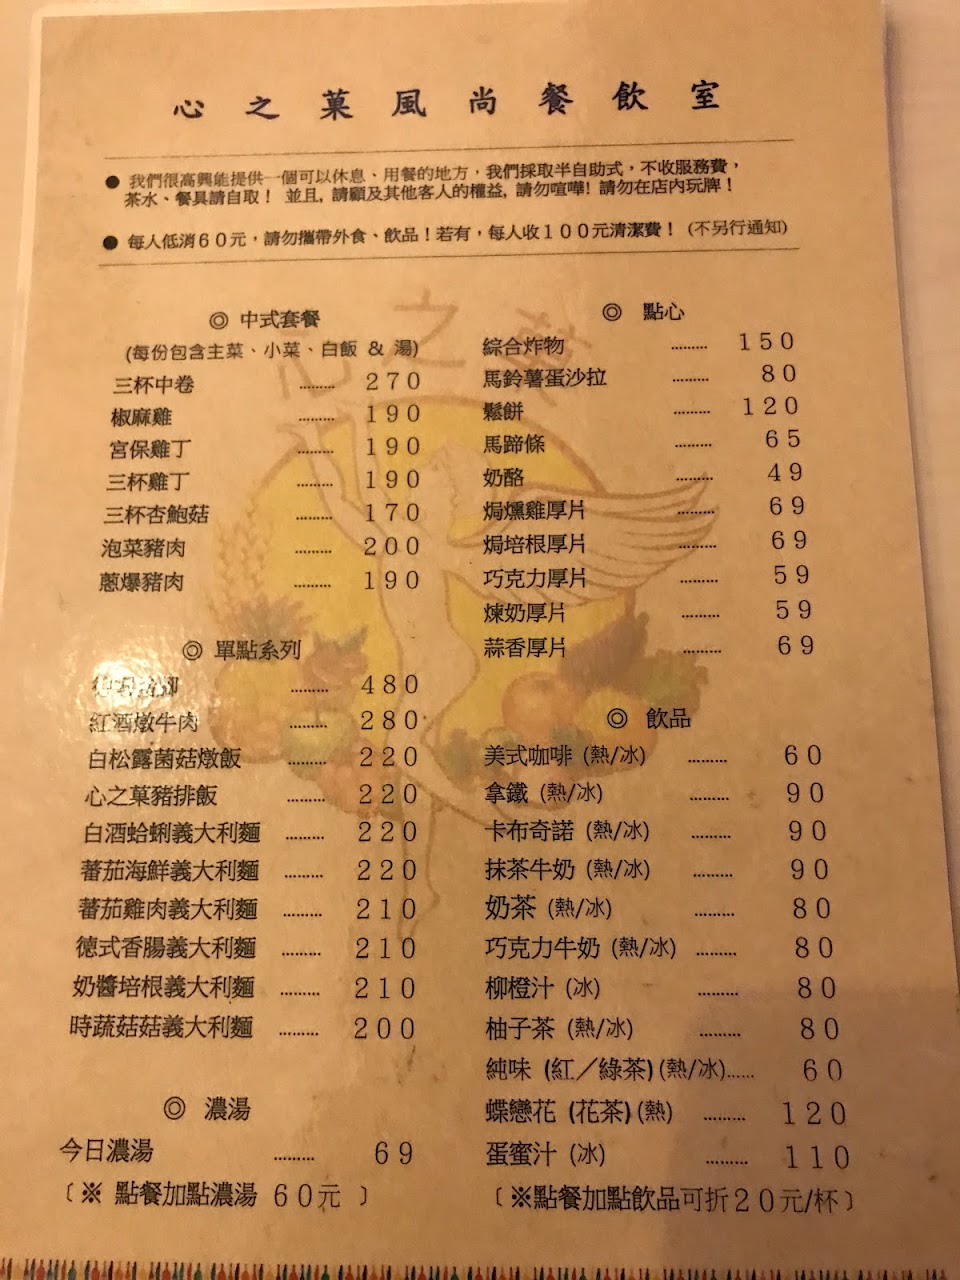 心之菓風尚餐飲室
● 我們很高興能提供一個可以休息、用餐的地方，我們採取半自助式，不收服務費，
茶水、餐具請自取！ 並且, 請顧及其他客人的權益, 請勿喧嘩! 請勿在店內玩牌！
● 每人低消60元，請勿攜帶外食、飲品！若有，每人收100元清潔費！ (不另行通知)
◎ 中式套餐
(每份包含主菜、小菜、白飯 & 湯)
三杯中卷 ......... 270
椒麻雞 ......... 190
宮保雞丁 ......... 190
三杯雞丁 ......... 190
三杯杏鮑菇 ......... 170
泡菜豬肉 ......... 200
蔥爆豬肉 ......... 190
◎ 單點系列
......... 480
紅酒燉牛肉 ......... 280
白松露菌菇燉飯 ......... 220
心之菓豬排飯 ......... 220
白酒蛤蜊義大利麵 ......... 220
蕃茄海鮮義大利麵 ......... 220
蕃茄雞肉義大利麵 ......... 210
德式香腸義大利麵 ......... 210
奶醬培根義大利麵 ......... 210
時蔬菇菇義大利麵 ......... 200
◎ 濃湯
今日濃湯 ......... 69
〔※ 點餐加點濃湯 60元 〕
◎ 點心
綜合炸物 ......... 150
馬鈴薯蛋沙拉 ......... 80
鬆餅 ......... 120
馬蹄條 ......... 65
奶酪 ......... 49
焗燻雞厚片 ......... 69
焗培根厚片 ......... 69
巧克力厚片 ......... 59
煉奶厚片 ......... 59
蒜香厚片 ......... 69
◎ 飲品
美式咖啡 (熱/冰) ......... 60
拿鐵 (熱/冰) ......... 90
卡布奇諾 (熱/冰) ......... 90
抹茶牛奶 (熱/冰) ......... 90
奶茶 (熱/冰) ......... 80
巧克力牛奶 (熱/冰) ......... 80
柳橙汁 (冰) ......... 80
柚子茶 (熱/冰) ......... 80
純味 (紅／綠茶)(熱/冰)...... 60
蝶戀花 (花茶)(熱) ......... 120
蛋蜜汁 (冰) ......... 110
〔※點餐加點飲品可折20元/杯〕